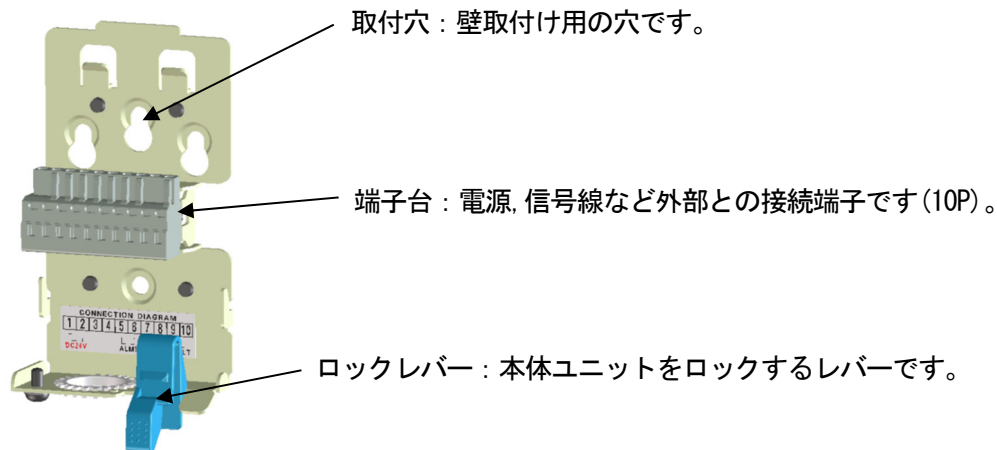 取付穴：壁取付け用の穴です。
端子台：電源,信号線など外部との接続端子です(10P)。
CONNECTION DIAGRAM
1 2 3 4 5 6 7 8 9 10
DC24V
ロックレバー：本体ユニットをロックするレバーです。